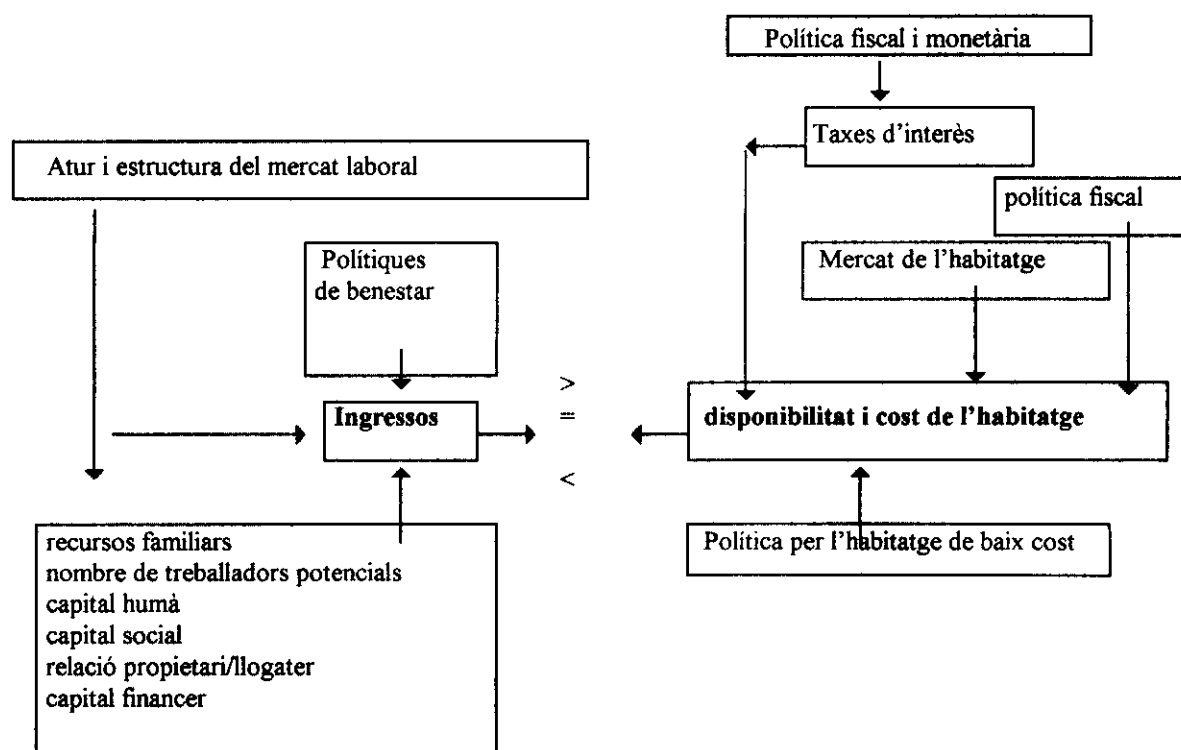 Política fiscal i monetària
Taxes d'interès
Atur i estructura del mercat laboral
política fiscal
Polítiques
de benestar
Mercat de l'habitatge
>
=
<
Ingressos
disponibilitat i cost de l'habitatge
recursos familiars
nombre de treballadors potencials
capital humà
capital social
relació propietari/llogater
capital financer
Política per l'habitatge de baix cost